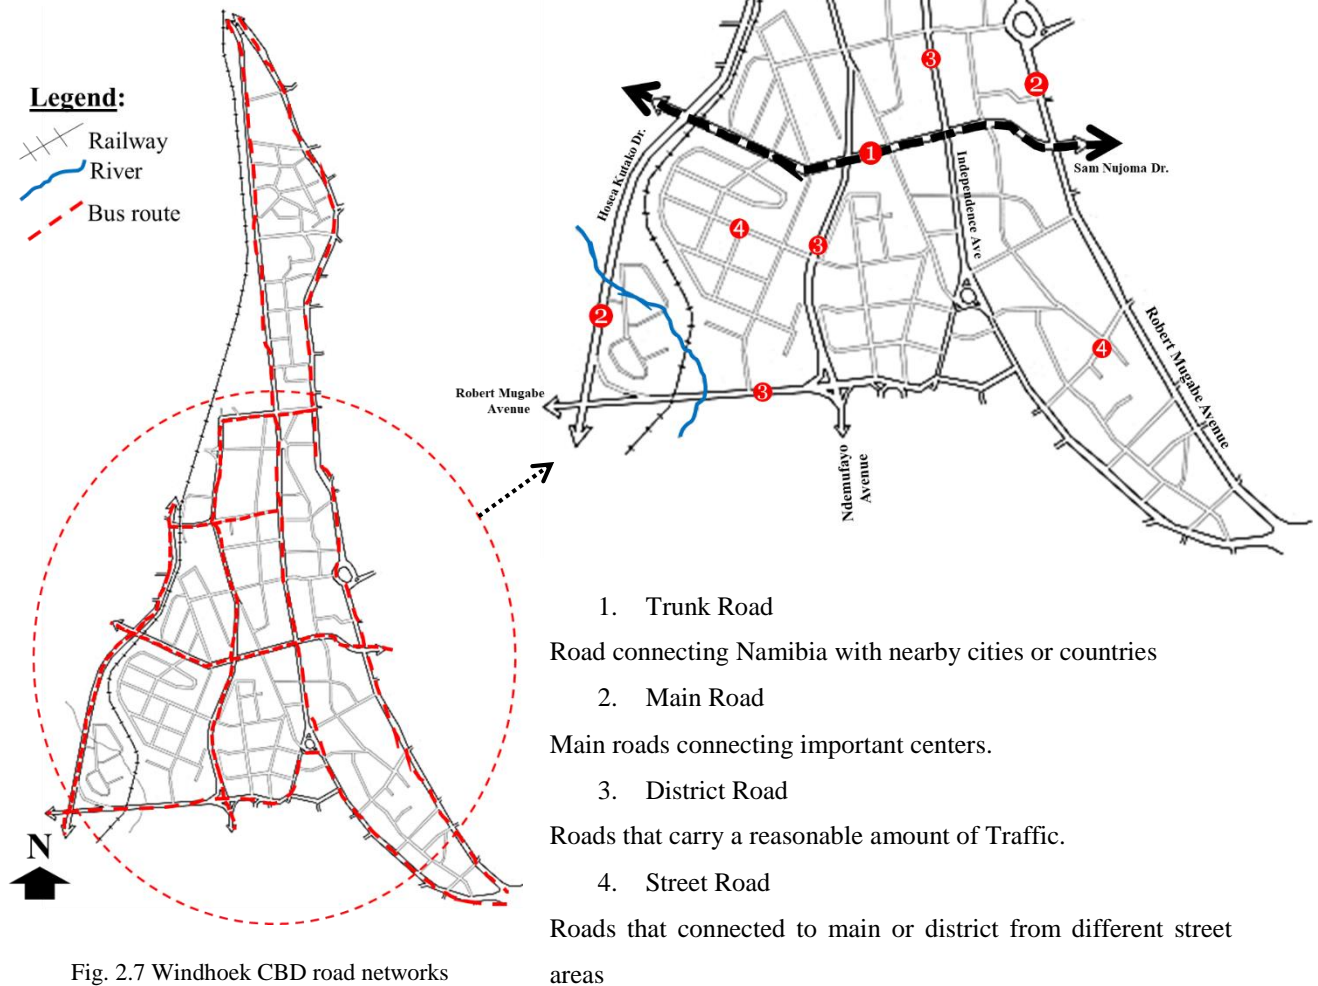 Legend:
Railway
River
Bus route
N
Fig. 2.7 Windhoek CBD road networks
3
2
1
Sam Nujoma Dr.
Hosea Kutako Dr.
Independence Ave
4
3
2
Robert Mugabe Avenue
4
3
Robert Mugabe
Avenue
Ndemufayo
Avenue
1. Trunk Road
Road connecting Namibia with nearby cities or countries
2. Main Road
Main roads connecting important centers.
3. District Road
Roads that carry a reasonable amount of Traffic.
4. Street Road
Roads that connected to main or district from different street
areas